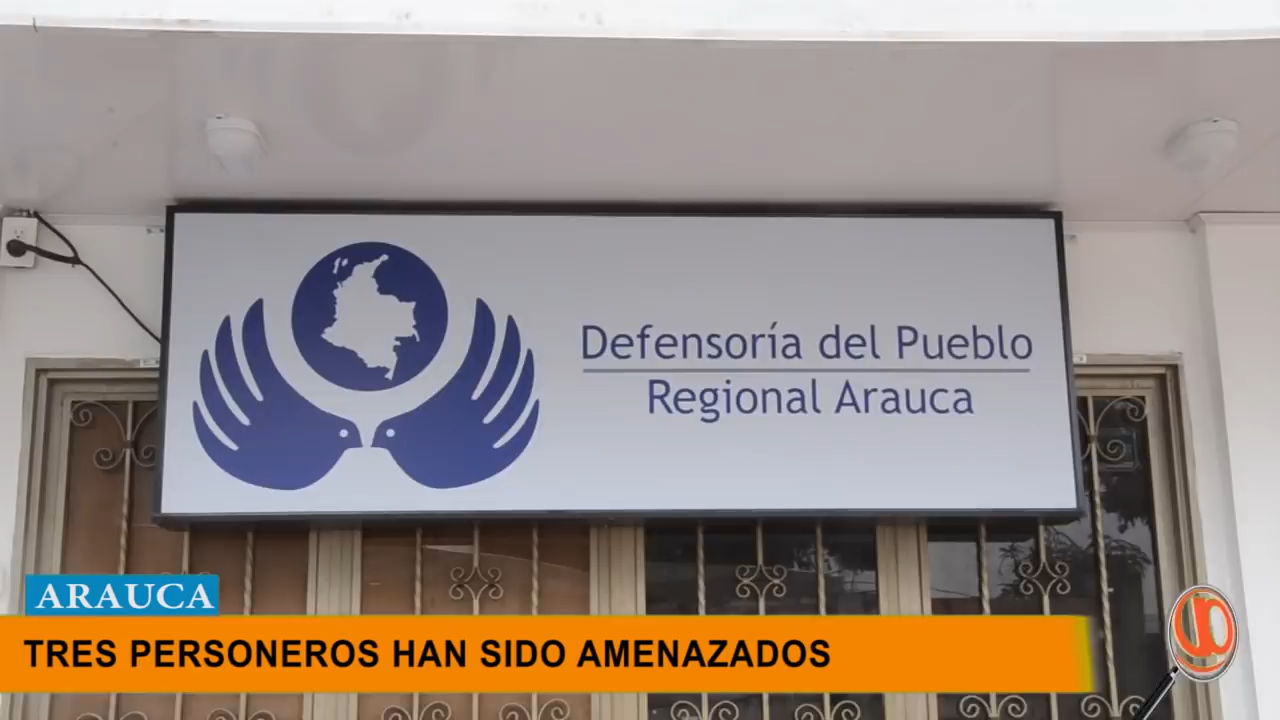 Defensoría del Pueblo
Regional Arauca
ARAUCA
TRES PERSONEROS HAN SIDO AMENAZADOS